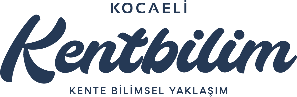 KOCAELİ
Kentbilim
KENTE BİLİMSEL YAKLAŞIM